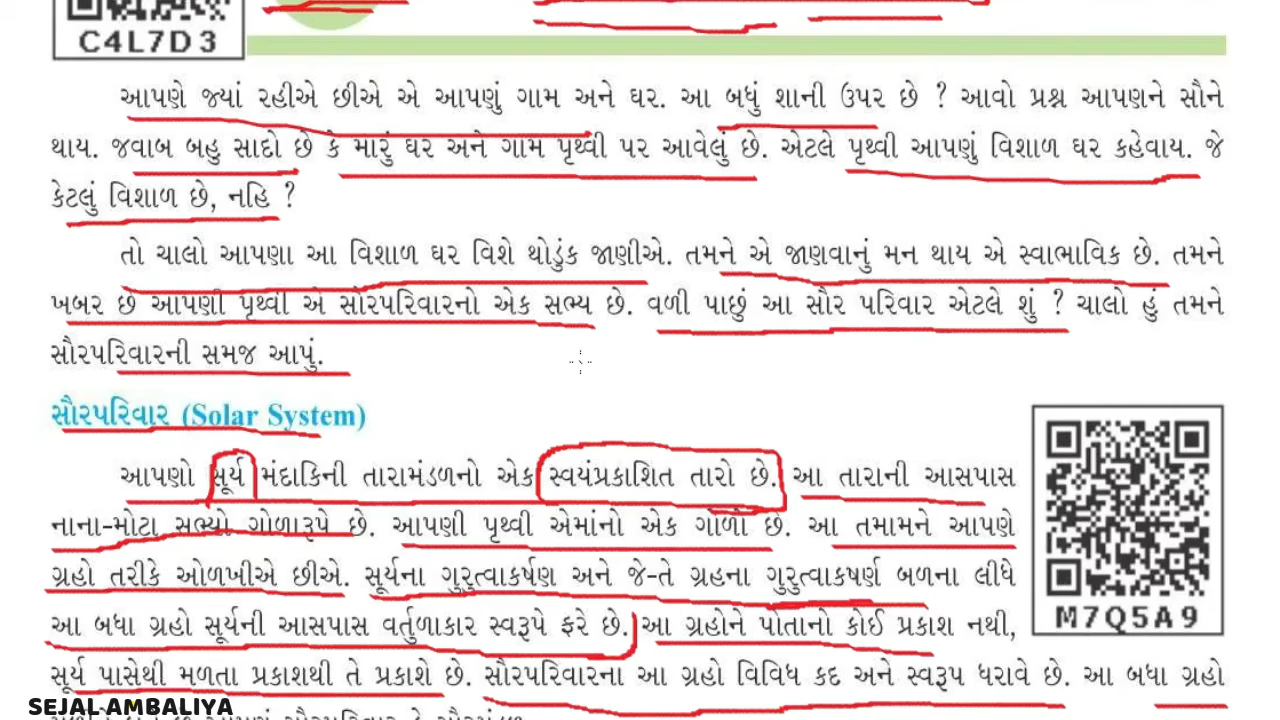 C4L7D3
આપણે જ્યાં રહીએ છીએ એ આપણું ગામ અને ઘર. આ બધું શાની ઉપર છે ? આવો પ્રશ્ન આપણને સૌને
થાય. જવાબ બહુ સાદો છે કે મારું ઘર અને ગામ પૃથ્વી પર આવેલું છે. એટલે પૃથ્વી આપણું વિશાળ ઘર કહેવાય. જે
કેટલું વિશાળ છે, નહિ ?
તો ચાલો આપણા આ વિશાળ ઘર વિશે થોડુંક જાણીએ. તમને એ જાણવાનું મન થાય એ સ્વાભાવિક છે. તમને
ખબર છે આપણી પૃથ્વી એ સૌરપરિવારનો એક સભ્ય છે. વળી પાછું આ સૌર પરિવાર એટલે શું ? ચાલો હું તમને
સૌરપરિવારની સમજ આપું.
સૌરપરિવાર (Solar System)
આપણો સૂર્ય મંદાકિની તારામંડળનો એક સ્વયંપ્રકાશિત તારો છે. આ તારાની આસપાસ
નાના-મોટા સભ્યો ગોળારૂપે છે. આપણી પૃથ્વી એમાંનો એક ગોળો છે. આ તમામને આપણે
ગ્રહો તરીકે ઓળખીએ છીએ. સૂર્યના ગુરુત્વાકર્ષણ અને જે-તે ગ્રહના ગુરુત્વાકષર્ણ બળના લીધે
આ બધા ગ્રહો સૂર્યની આસપાસ વર્તુળાકાર સ્વરૂપે ફરે છે. આ ગ્રહોને પોતાનો કોઈ પ્રકાશ નથી,
M7Q5A9
સૂર્ય પાસેથી મળતા પ્રકાશથી તે પ્રકાશે છે. સૌરપરિવારના આ ગ્રહો વિવિધ કદ અને સ્વરૂપ ધરાવે છે. આ બધા ગ્રહો
SEJAL AMBALIYA